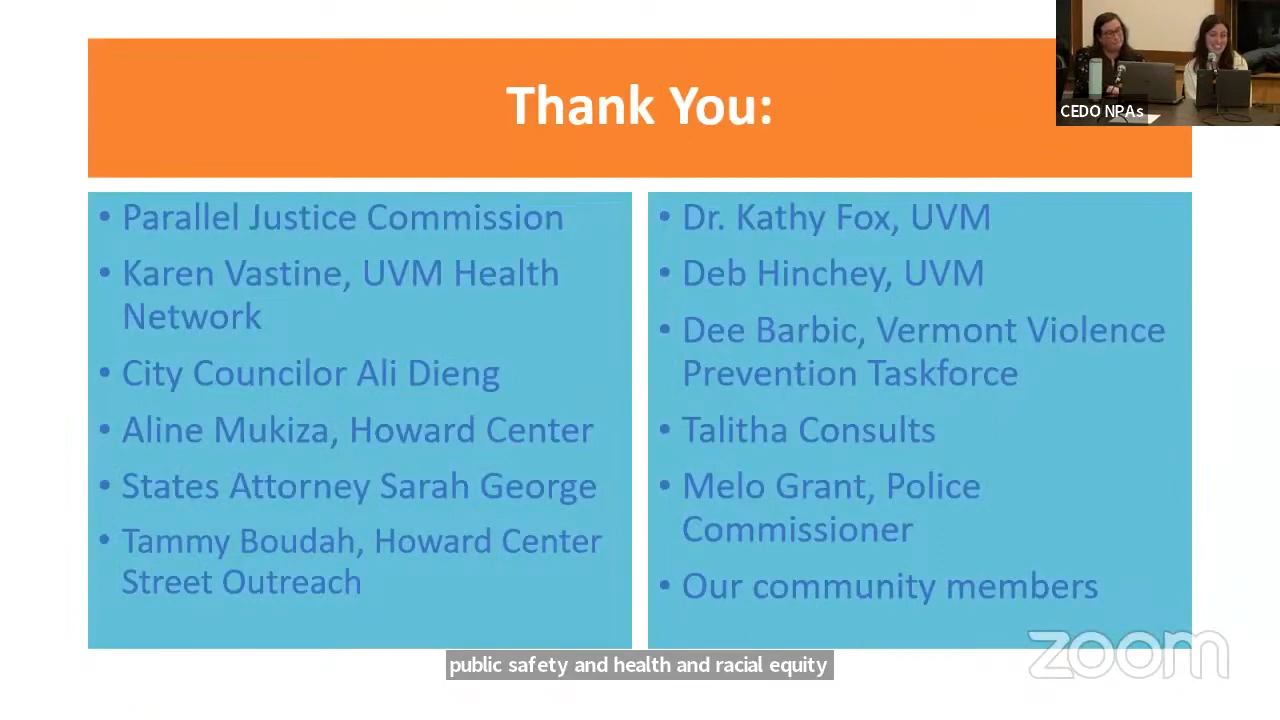 Thank You:
CEDO NPAs
• Parallel Justice Commission
• Karen Vastine, UVM Health
Network
• City Councilor Ali Dieng
• Aline Mukiza, Howard Center
• States Attorney Sarah George
• Tammy Boudah, Howard Center
Street Outreach
• Dr. Kathy Fox, UVM
• Deb Hinchey, UVM
• Dee Barbic, Vermont Violence
Prevention Taskforce
• Talitha Consults
• Melo Grant, Police
Commissioner
• Our community members
zoom
public safety and health and racial equity